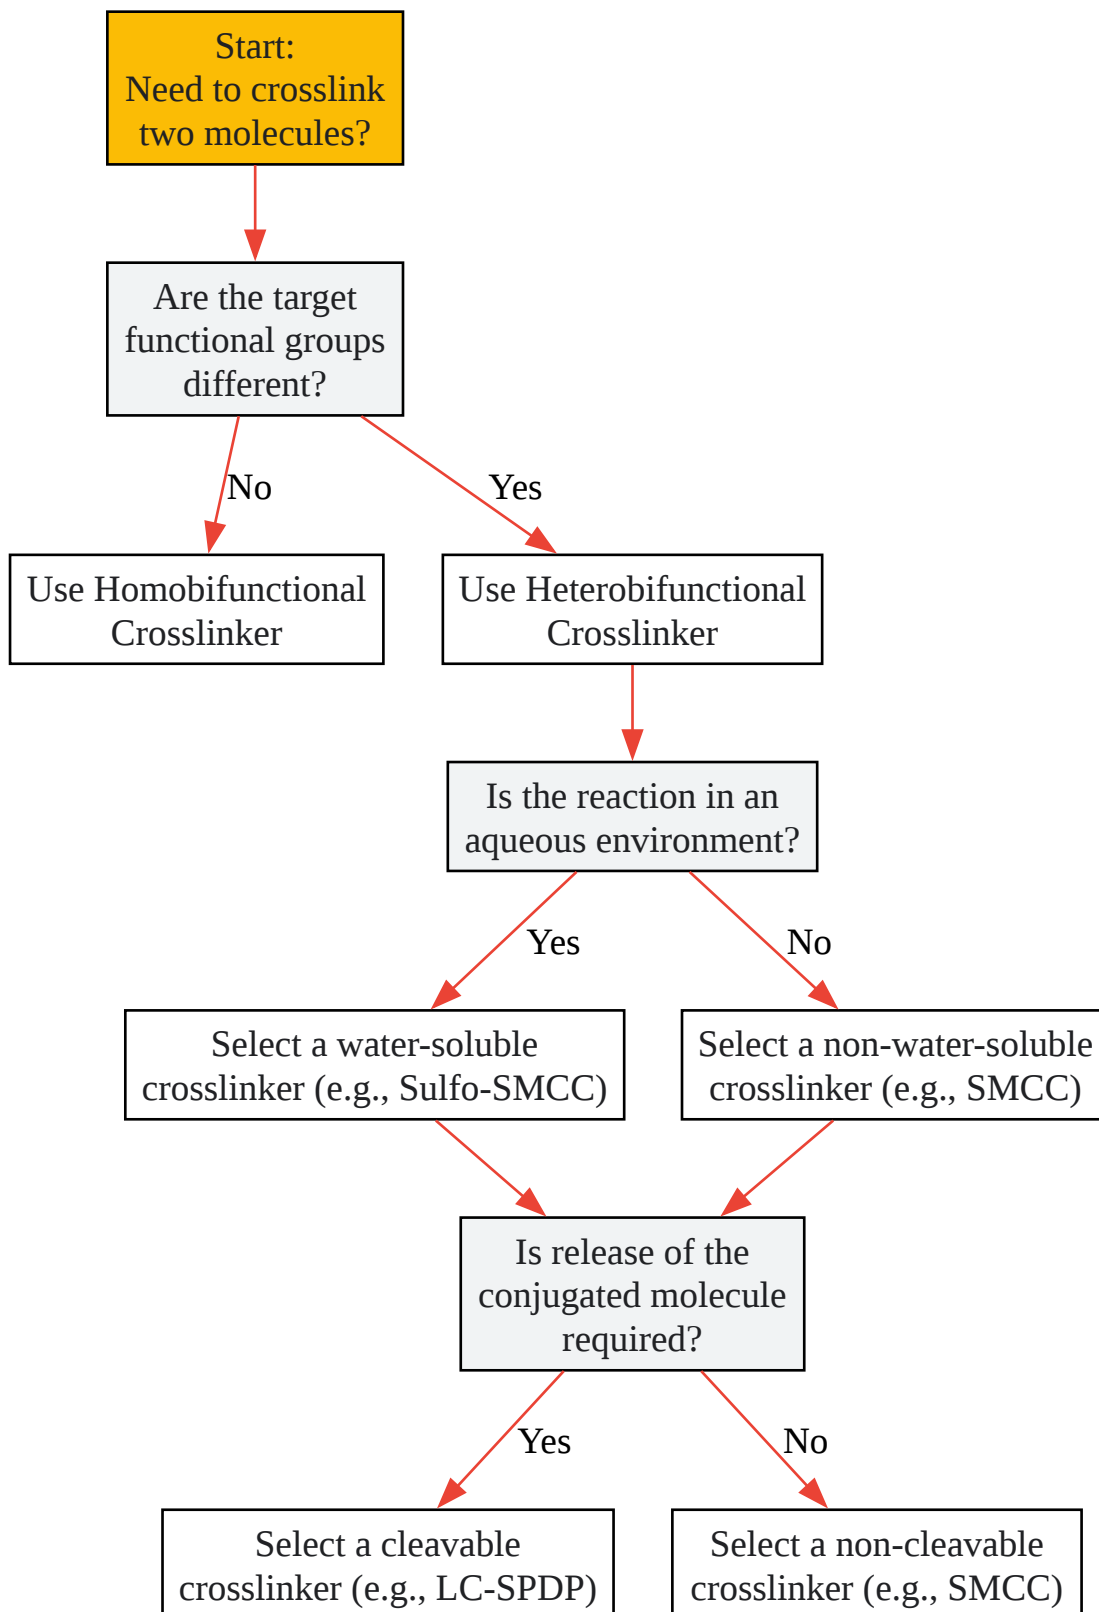 Start:
Need to crosslink
two molecules?
Are the target
functional groups
different?
No
Yes
Use Homobifunctional
Crosslinker
Use Heterobifunctional
Crosslinker
Is the reaction in an
aqueous environment?
Yes
No
Select a water-soluble
crosslinker (e.g., Sulfo-SMCC)
Select a non-water-soluble
crosslinker (e.g., SMCC)
Is release of the
conjugated molecule
required?
Yes
No
Select a cleavable
crosslinker (e.g., LC-SPDP)
Select a non-cleavable
crosslinker (e.g., SMCC)